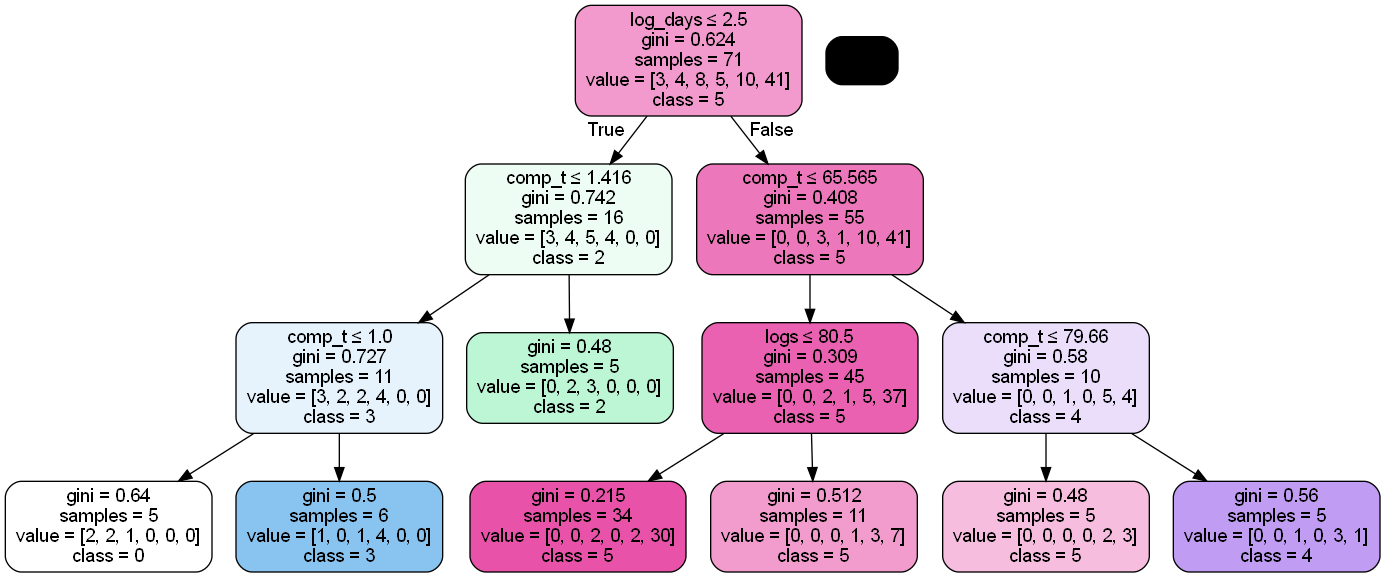 log_days ≤ 2.5
gini = 0.624
samples = 71
value = [3, 4, 8, 5, 10, 41]
class = 5
True
False
comp_t ≤ 1.416
gini = 0.742
samples = 16
value = [3, 4, 5, 4, 0, 0]
class = 2
comp_t ≤ 65.565
gini = 0.408
samples = 55
value = [0, 0, 3, 1, 10, 41]
class = 5
comp_t ≤ 1.0
gini = 0.727
samples = 11
value = [3, 2, 2, 4, 0, 0]
class = 3
gini = 0.48
samples = 5
value = [0, 2, 3, 0, 0, 0]
class = 2
logs ≤ 80.5
gini = 0.309
samples = 45
value = [0, 0, 2, 1, 5, 37]
class = 5
comp_t ≤ 79.66
gini = 0.58
samples = 10
value = [0, 0, 1, 0, 5, 4]
class = 4
gini = 0.64
samples = 5
value = [2, 2, 1, 0, 0, 0]
class = 0
gini = 0.5
samples = 6
value = [1, 0, 1, 4, 0, 0]
class = 3
gini = 0.215
samples = 34
value = [0, 0, 2, 0, 2, 30]
class = 5
gini = 0.512
samples = 11
value = [0, 0, 0, 1, 3, 7]
class = 5
gini = 0.48
samples = 5
value = [0, 0, 0, 0, 2, 3]
class = 5
gini = 0.56
samples = 5
value = [0, 0, 1, 0, 3, 1]
class = 4